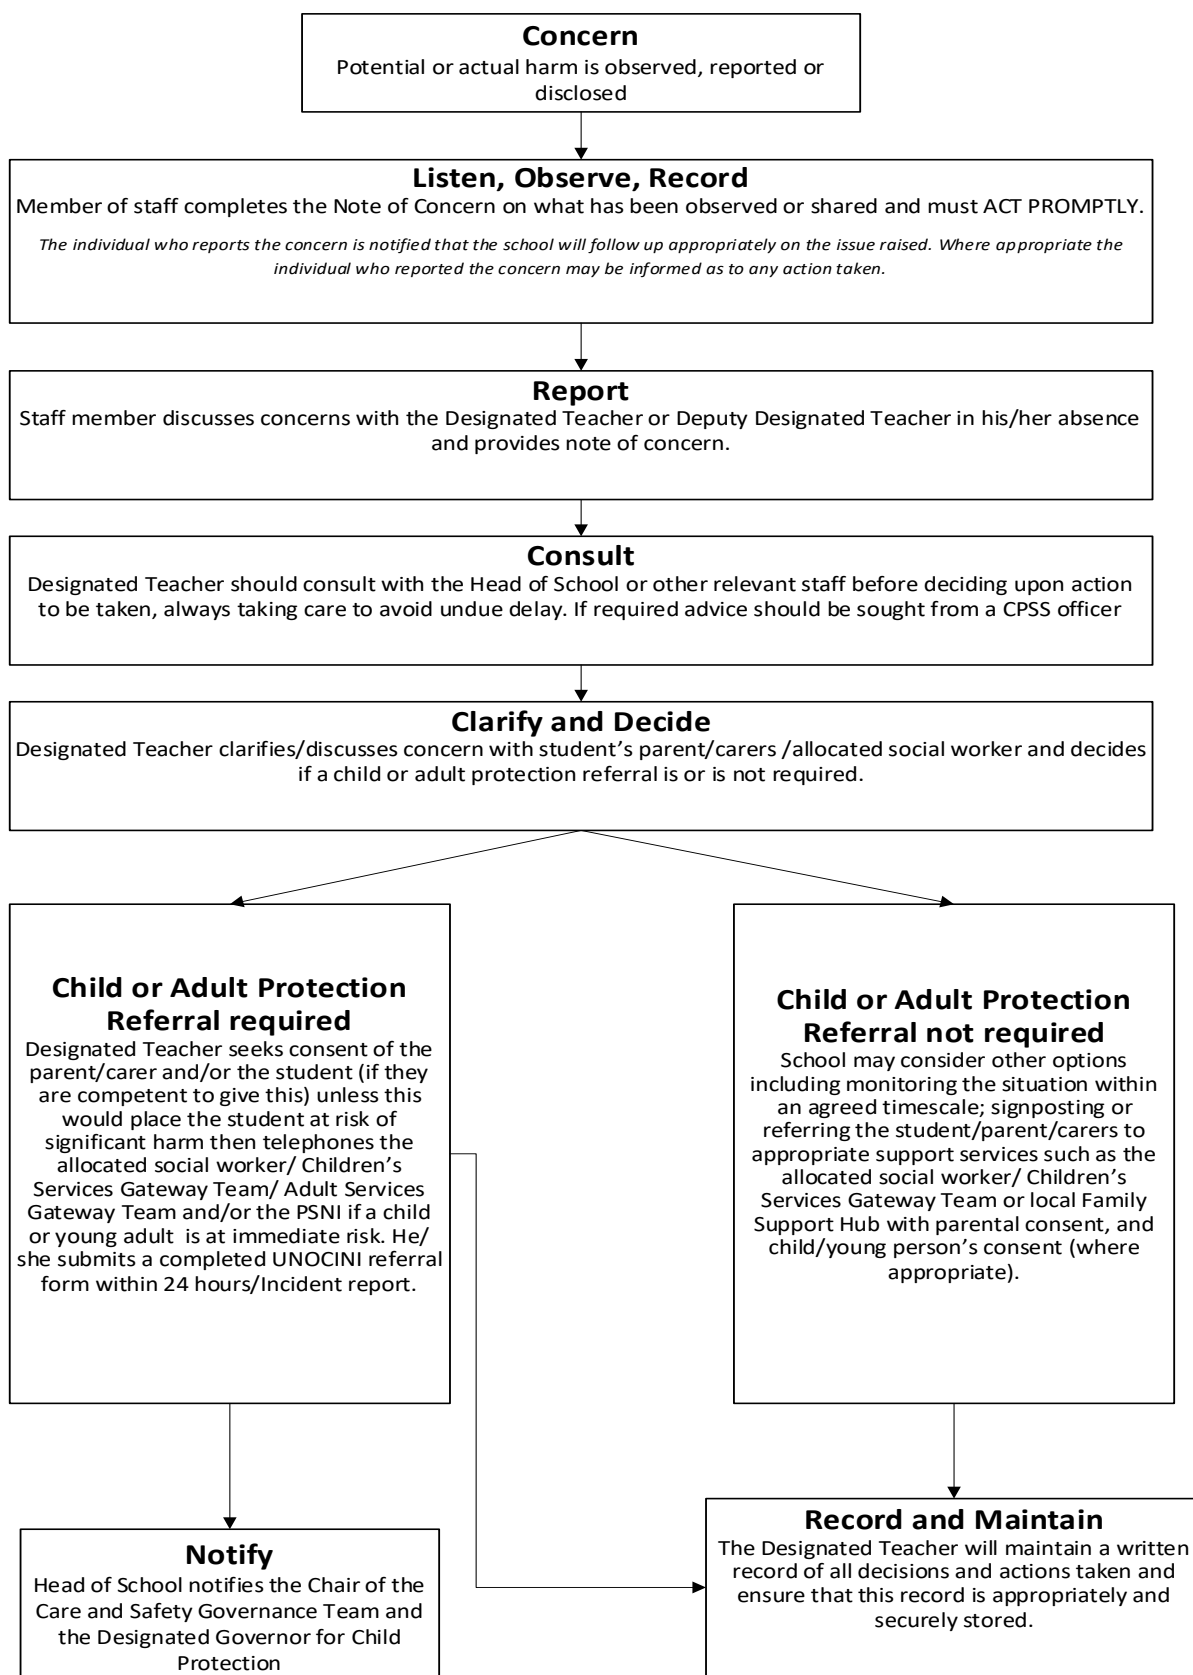 Concern
Potential or actual harm is observed, reported or
disclosed
Listen, Observe, Record
Member of staff completes the Note of Concern on what has been observed or shared and must ACT PROMPTLY.
The individual who reports the concern is notified that the school will follow up appropriately on the issue raised. Where appropriate the
individual who reported the concern may be informed as to any action taken.
Report
Staff member discusses concerns with the Designated Teacher or Deputy Designated Teacher in his/her absence
and provides note of concern.
Consult
Designated Teacher should consult with the Head of School or other relevant staff before deciding upon action
to be taken, always taking care to avoid undue delay. If required advice should be sought from a CPSS officer
Clarify and Decide
Designated Teacher clarifies/discusses concern with student’s parent/carers /allocated social worker and decides
if a child or adult protection referral is or is not required.
Child or Adult Protection
Referral required
Designated Teacher seeks consent of the
parent/carer and/or the student (if they
are competent to give this) unless this
would place the student at risk of
significant harm then telephones the
allocated social worker/ Children’s
Services Gateway Team/ Adult Services
Gateway Team and/or the PSNI if a child
or young adult  is at immediate risk. He/
she submits a completed UNOCINI referral
form within 24 hours/Incident report.
Child or Adult Protection
Referral not required
School may consider other options
including monitoring the situation within
an agreed timescale; signposting or
referring the student/parent/carers to
appropriate support services such as the
allocated social worker/ Children’s
Services Gateway Team or local Family
Support Hub with parental consent, and
child/young person’s consent (where
appropriate).
Notify
Head of School notifies the Chair of the
Care and Safety Governance Team and
the Designated Governor for Child
Protection
Record and Maintain
The Designated Teacher will maintain a written
record of all decisions and actions taken and
ensure that this record is appropriately and
securely stored.